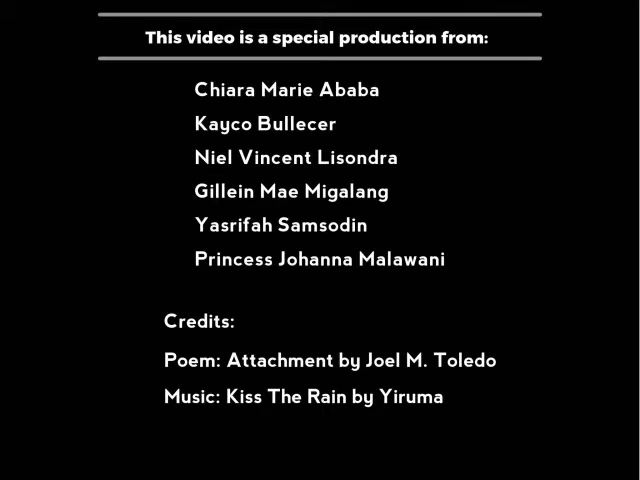 This video is a special production from:
Chiara Marie Ababa
Kayco Bullecer
Niel Vincent Lisondra
Gillein Mae Migalang
Yasrifah Samsodin
Princess Johanna Malawani
Credits:
Poem: Attachment by Joel M. Toledo
Music: Kiss The Rain by Yiruma